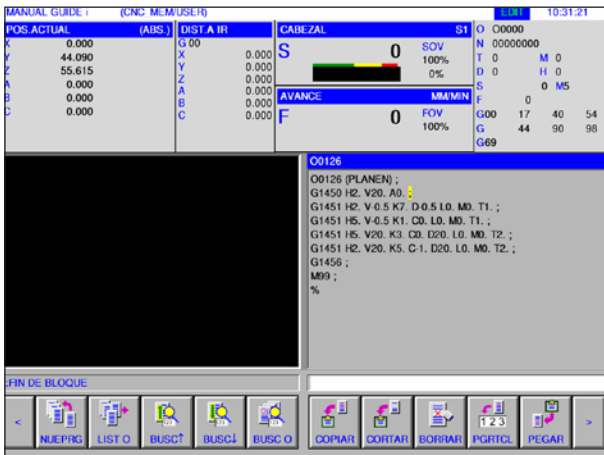 MANUAL GUIDE i (CNC MEM/USER) EDIT 10:31:21
POS.ACTUAL (ABS.)
X 0.000
Y 44.090
Z 55.615
A 0.000
B 0.000
C 0.000
DIST.A IR
G 00
X 0.000
Y 0.000
Z 0.000
A 0.000
B 0.000
C 0.000
CABEZAL S1
S 0 SOV
100%
0%
AVANCE MM/MIN
F 0 FOV
100%
O O0000
N 00000000
T 0 M 0
D 0 H 0
S 0 M5
F 0
G00 17 40 54
G 44 90 98
G69
O0126
O0126 (PLANEN) ;
G1450 H2. V20. A0. ;
G1451 H2. V-0.5 K7. D-0.5 L0. M0. T1. ;
G1451 H5. V-0.5 K1. C0. L0. M0. T1. ;
G1451 H5. V20. K3. C0. D20. L0. M0. T2. ;
G1451 H2. V20. K5. C-1. D20. L0. M0. T2. ;
G1456 ;
M99 ;
%
;FIN DE BLOQUE
< NUEPRG LIST O BUSC↑ BUSC↓ BUSC O COPIAR CORTAR BORRAR PGRTCL PEGAR >